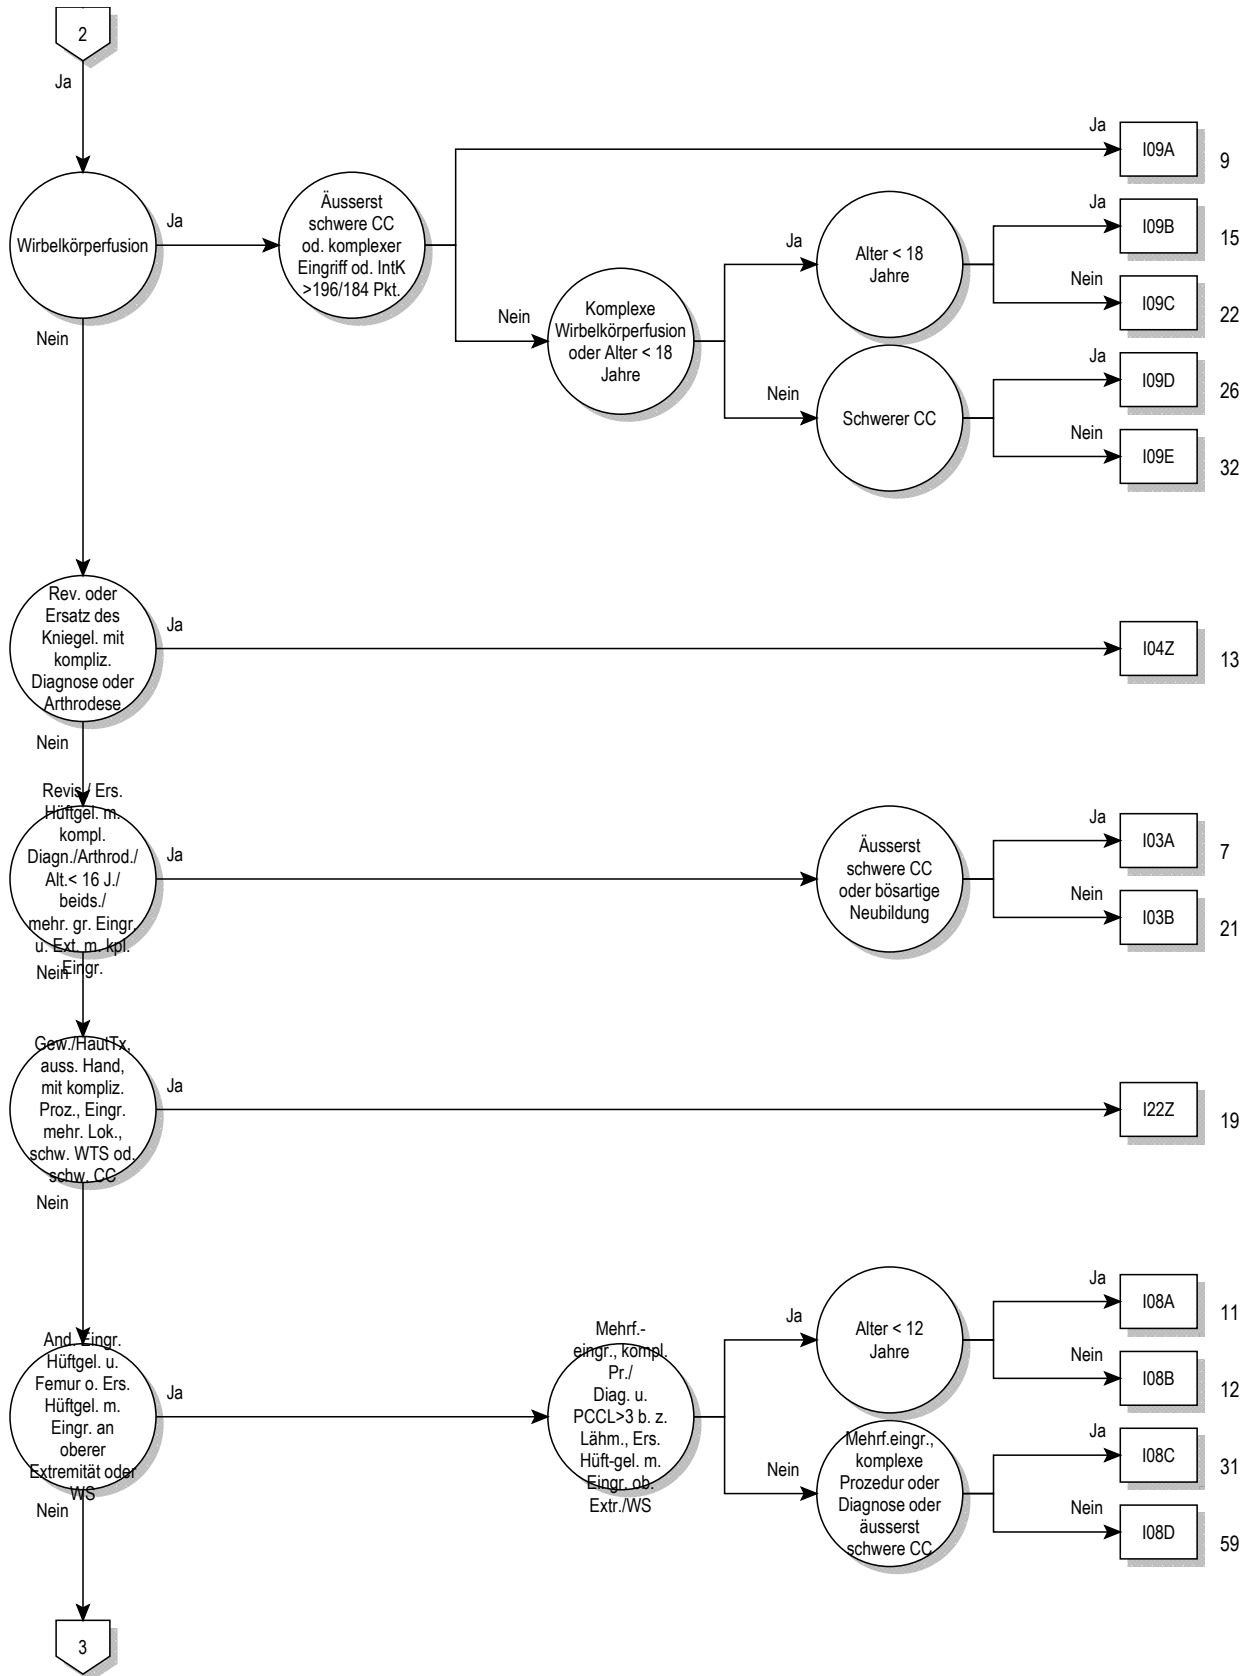 2
Ja
Wirbelkörperfusion
Ja
Äusserst
schwere CC
od. komplexer
Eingriff od. IntK
>196/184 Pkt.
Ja
I09A
9
Nein
Komplexe
Wirbelkörperfusion
oder Alter < 18
Jahre
Ja
Alter < 18
Jahre
Ja
I09B
15
Nein
I09C
22
Nein
Schwerer CC
Ja
I09D
26
Nein
I09E
32
Nein
Rev. oder
Ersatz des
Kniegel. mit
kompliz.
Diagnose oder
Arthrodese
Ja
I04Z
13
Nein
Revis./ Ers.
Hüftgel. m.
kompl.
Diagn./Arthrod./
Alt.< 16 J./
beids./
mehr. gr. Eingr.
u. Ext. m. kpl.
Eingr.
Ja
Äusserst
schwere CC
oder bösartige
Neubildung
Ja
I03A
7
Nein
I03B
21
Nein
Gew./HautTx,
auss. Hand,
mit kompliz.
Proz., Eingr.
mehr. Lok.,
schw. WTS od.
schw. CC
Ja
I22Z
19
Nein
And. Eingr.
Hüftgel. u.
Femur o. Ers.
Hüftgel. m.
Eingr. an
oberer
Extremität oder
WS
Ja
Mehrf.-
eingr., kompl.
Pr./
Diag. u.
PCCL>3 b. z.
Lähm., Ers.
Hüft-gel. m.
Eingr. ob.
Extr./WS
Ja
Alter < 12
Jahre
Ja
I08A
11
Nein
I08B
12
Nein
Mehrf.eingr.,
komplexe
Prozedur oder
Diagnose oder
äusserst
schwere CC
Ja
I08C
31
Nein
I08D
59
Nein
3